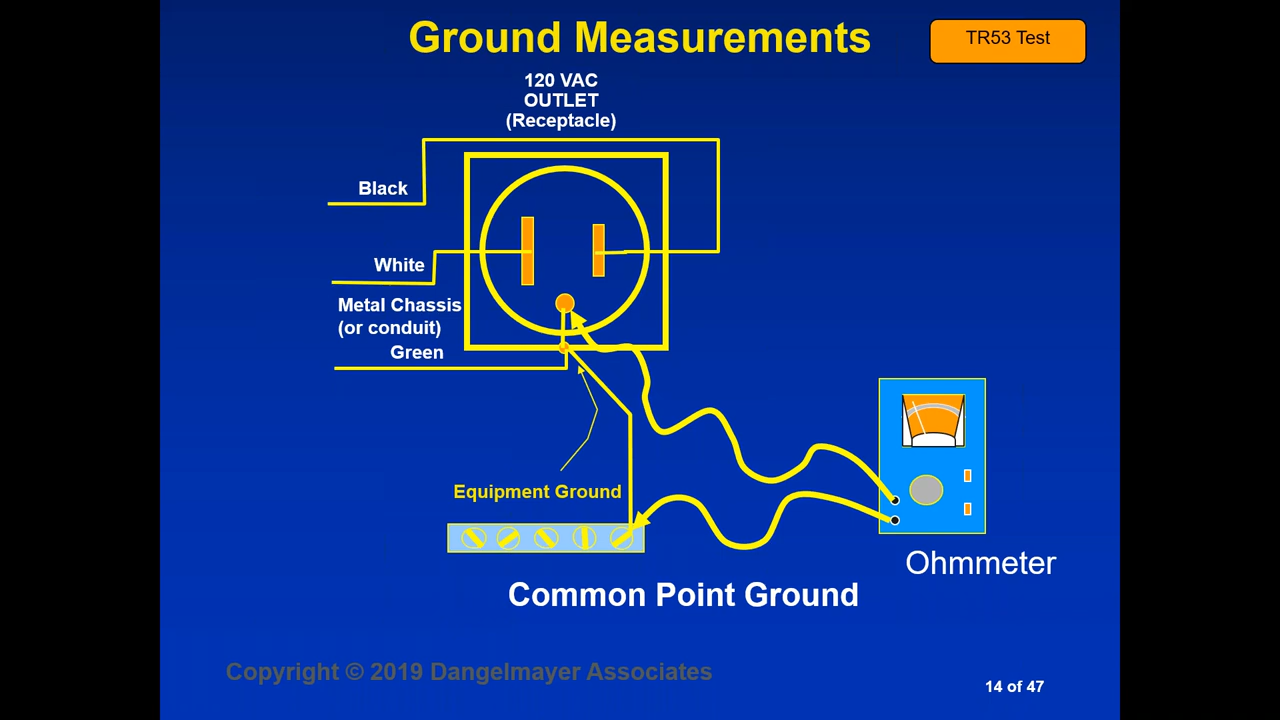 Ground Measurements
TR53 Test
120 VAC
OUTLET
(Receptacle)
Black
White
Metal Chassis
(or conduit)
Green
Equipment Ground
Ohmmeter
Common Point Ground
Copyright © 2019 Dangelmayer Associates
14 of 47